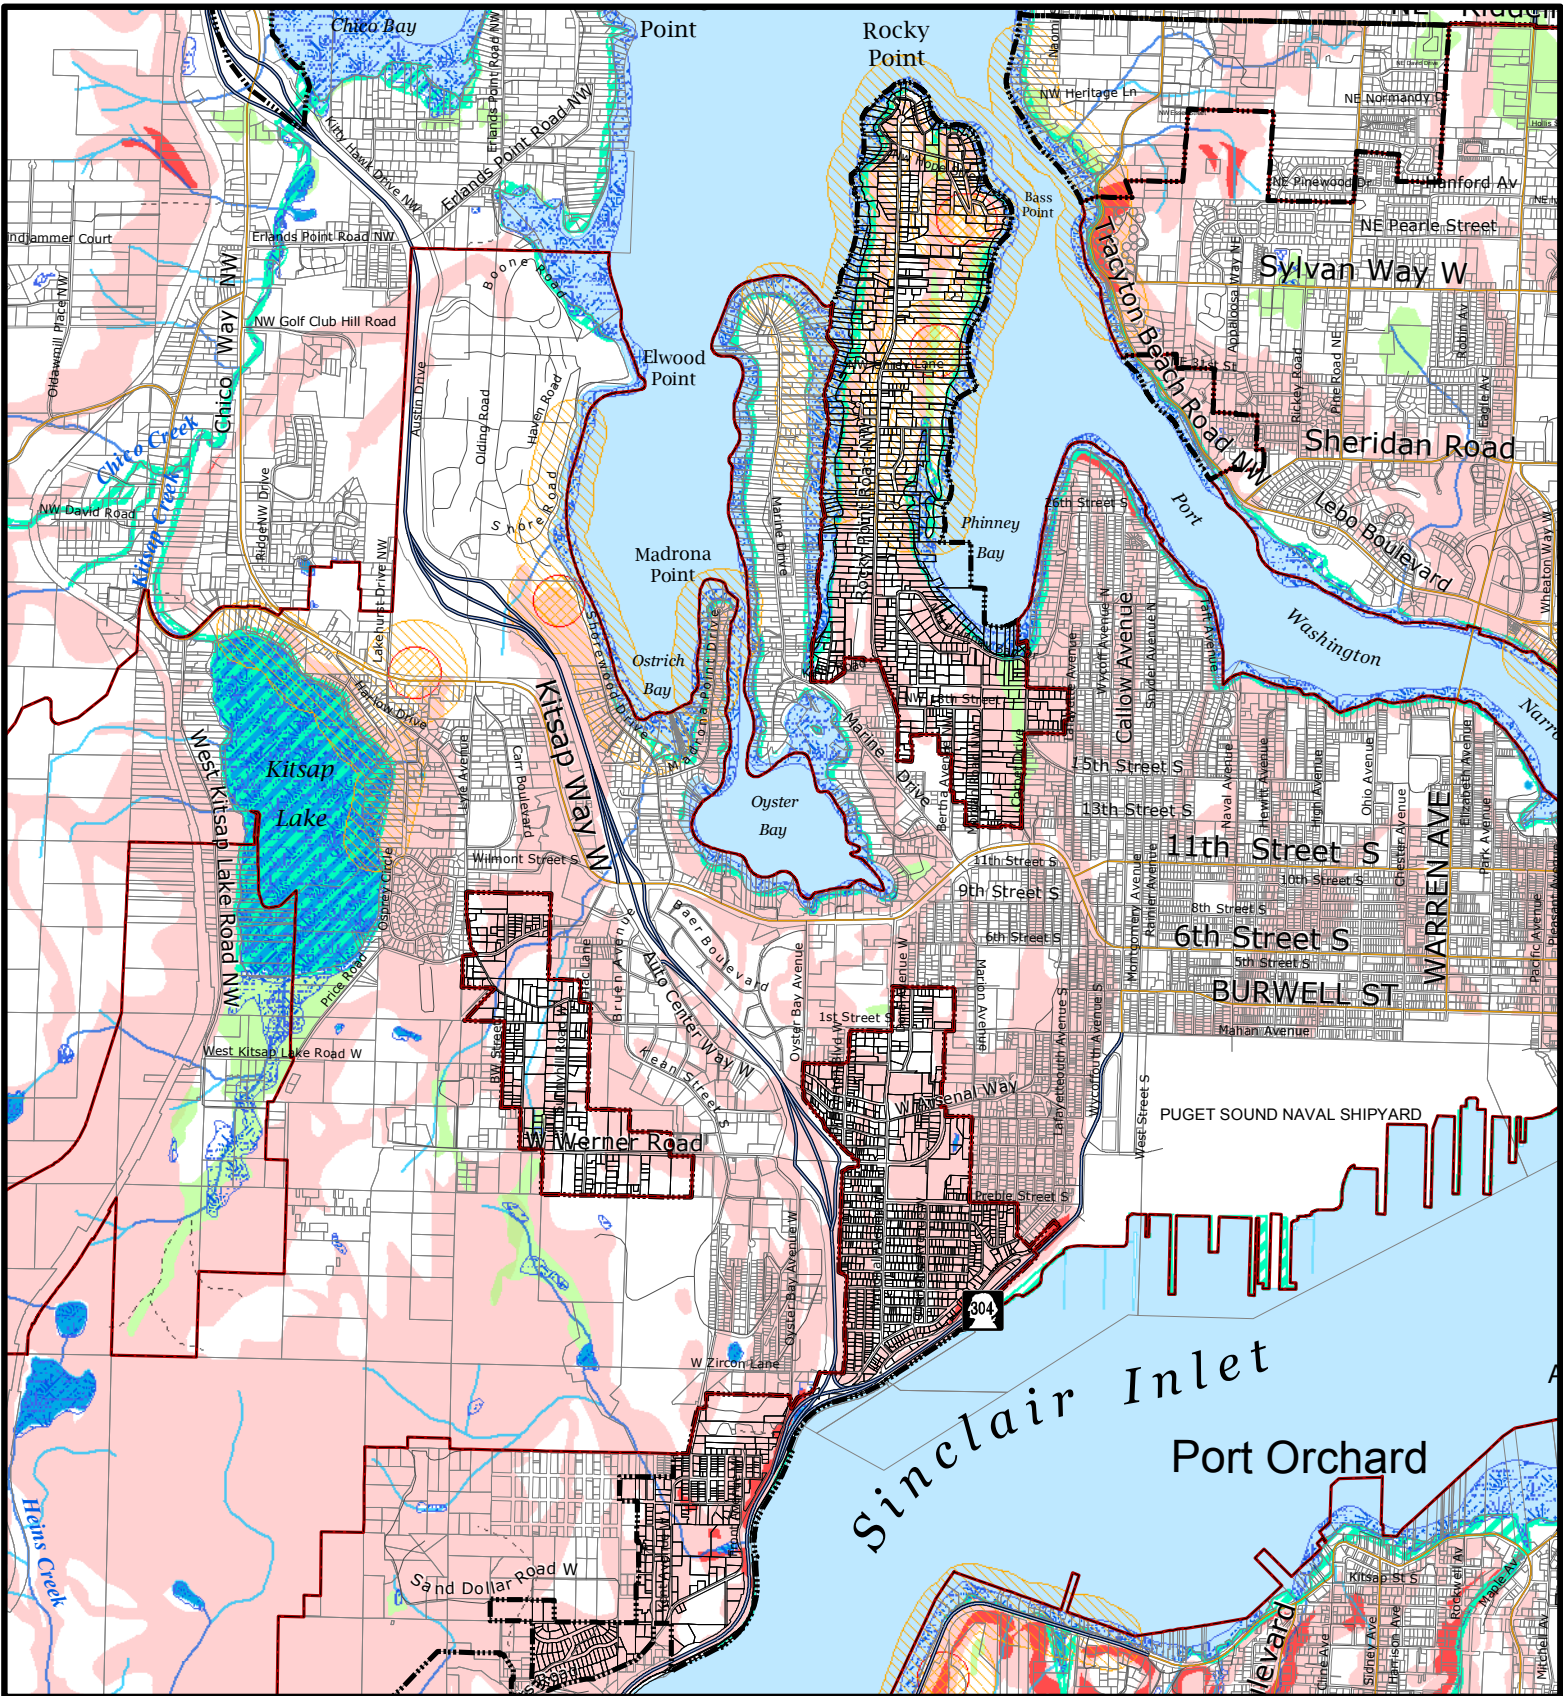 Chico Bay
Point
Rocky
Point
Erlands Point Road NW
Kitty Hawk Drive NW
Erlands Point Road NW
NW Heritage Ln
NE Normandy D
NE Pinewood Dr
Hanford Av
NE Pearle Street
Bass
Point
indjammer Court
Erlands Point Road NW
Boone Road
Sylvan Way W
Appaloosa Way NE
Oldawmill Place NW
Chico Way NW
NW Golf Club Hill Road
Tracyton Beach Road NW
Elwood
Point
Austin Drive
Olding Road
Haven Road
Shore Road
Rickey Road
Pine Road NE
Robin Av
Eagle Av
Sheridan Road
Chico Creek
Kitsap Creek
NW David Road
RidgeNW Drive
Lakehurst Drive NW
Marine Drive
Rocky Point Road NW
26th Street S
Port
Washington
Narro
Lebo Boulevard
Wheaton Way W
Phinney
Bay
Madrona
Point
Ostrich
Bay
Shorewood Drive
Madrona Point Drive
Harlow Drive
Kitsap Way W
Wycoff Avenue N
Callow Avenue
Snyder Avenue N
NW 18th Street
Marine Drive
15th Street S
13th Street S
Naval Avenue
Hewitt Avenue
High Avenue
Ohio Avenue
Chester Avenue
WARREN AVE
Elizabeth Avenue
Park Avenue
Kitsap
Lake
West Kitsap Lake Road NW
Lyle Avenue
Carr Boulevard
Wilmont Street S
Oyster
Bay
11th Street S
11th Street S
10th Street S
9th Street S
8th Street S
6th Street S
6th Street S
5th Street S
BURWELL ST
Mahan Avenue
Montgomery Avenue
Rainier Avenue
Pacific Avenue
Pleasant Avenue
Osprey Circle
Price Road
Baer Boulevard
Bruen Avenue
Auto Center Way W
Oyster Bay Avenue
Marion Avenue
1st Street S
West Kitsap Lake Road W
Kean Street S
W Arsenal Way
Lafayetteouth Avenue S
Wycoffouth Avenue S
West Street S
PUGET SOUND NAVAL SHIPYARD
W Werner Road
Preble Street S
Oyster Bay Avenue W
304
W Zircon Lane
Sinclair Inlet
Port Orchard
Heins Creek
Sand Dollar Road W
Kitsap St S
Rockwell Av
Maple Av
Cline Ave
Sidney Ave
Harrison Ave
Mitchell Av